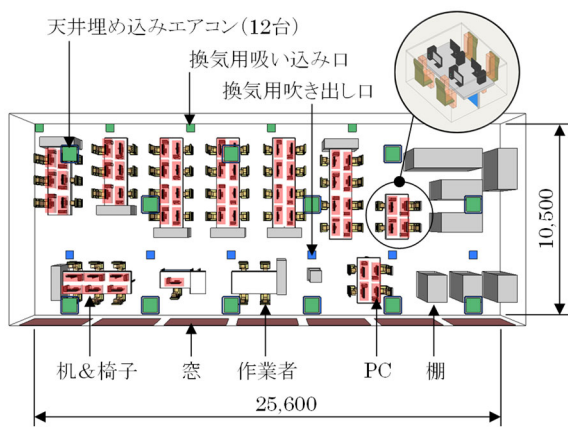 天井埋め込みエアコン(12台)
換気用吸い込み口
換気用吹き出し口
10,500
机&椅子
窓
作業者
PC
棚
25,600